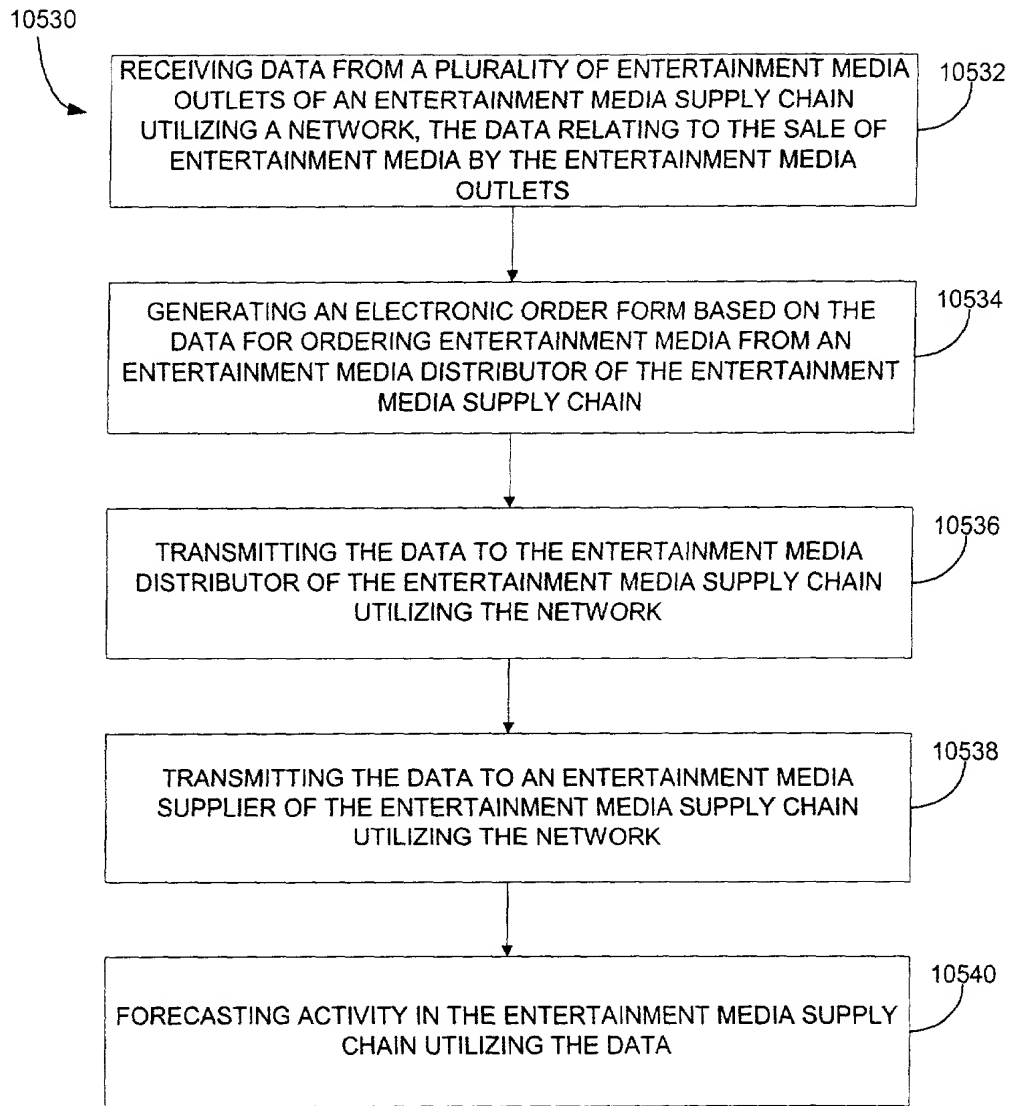 10530
RECEIVING DATA FROM A PLURALITY OF ENTERTAINMENT MEDIA
OUTLETS OF AN ENTERTAINMENT MEDIA SUPPLY CHAIN
UTILIZING A NETWORK, THE DATA RELATING TO THE SALE OF
ENTERTAINMENT MEDIA BY THE ENTERTAINMENT MEDIA
OUTLETS
10532
GENERATING AN ELECTRONIC ORDER FORM BASED ON THE
DATA FOR ORDERING ENTERTAINMENT MEDIA FROM AN
ENTERTAINMENT MEDIA DISTRIBUTOR OF THE ENTERTAINMENT
MEDIA SUPPLY CHAIN
10534
TRANSMITTING THE DATA TO THE ENTERTAINMENT MEDIA
DISTRIBUTOR OF THE ENTERTAINMENT MEDIA SUPPLY CHAIN
UTILIZING THE NETWORK
10536
TRANSMITTING THE DATA TO AN ENTERTAINMENT MEDIA
SUPPLIER OF THE ENTERTAINMENT MEDIA SUPPLY CHAIN
UTILIZING THE NETWORK
10538
FORECASTING ACTIVITY IN THE ENTERTAINMENT MEDIA SUPPLY
CHAIN UTILIZING THE DATA
10540